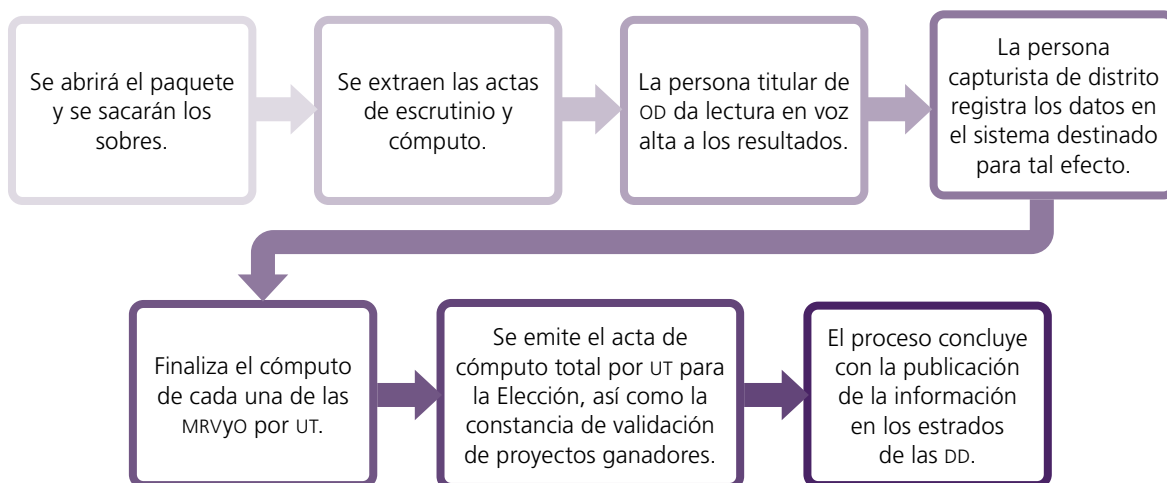 Se abrirá el paquete
y se sacarán los
sobres.
Se extraen las actas
de escrutinio y
cómputo.
La persona titular de
OD da lectura en voz
alta a los resultados.
La persona
capturista de distrito
registra los datos en
el sistema destinado
para tal efecto.
Finaliza el cómputo
de cada una de las
MRVyO por UT.
Se emite el acta de
cómputo total por UT para
la Elección, así como la
constancia de validación
de proyectos ganadores.
El proceso concluye
con la publicación
de la información
en los estrados
de las DD.